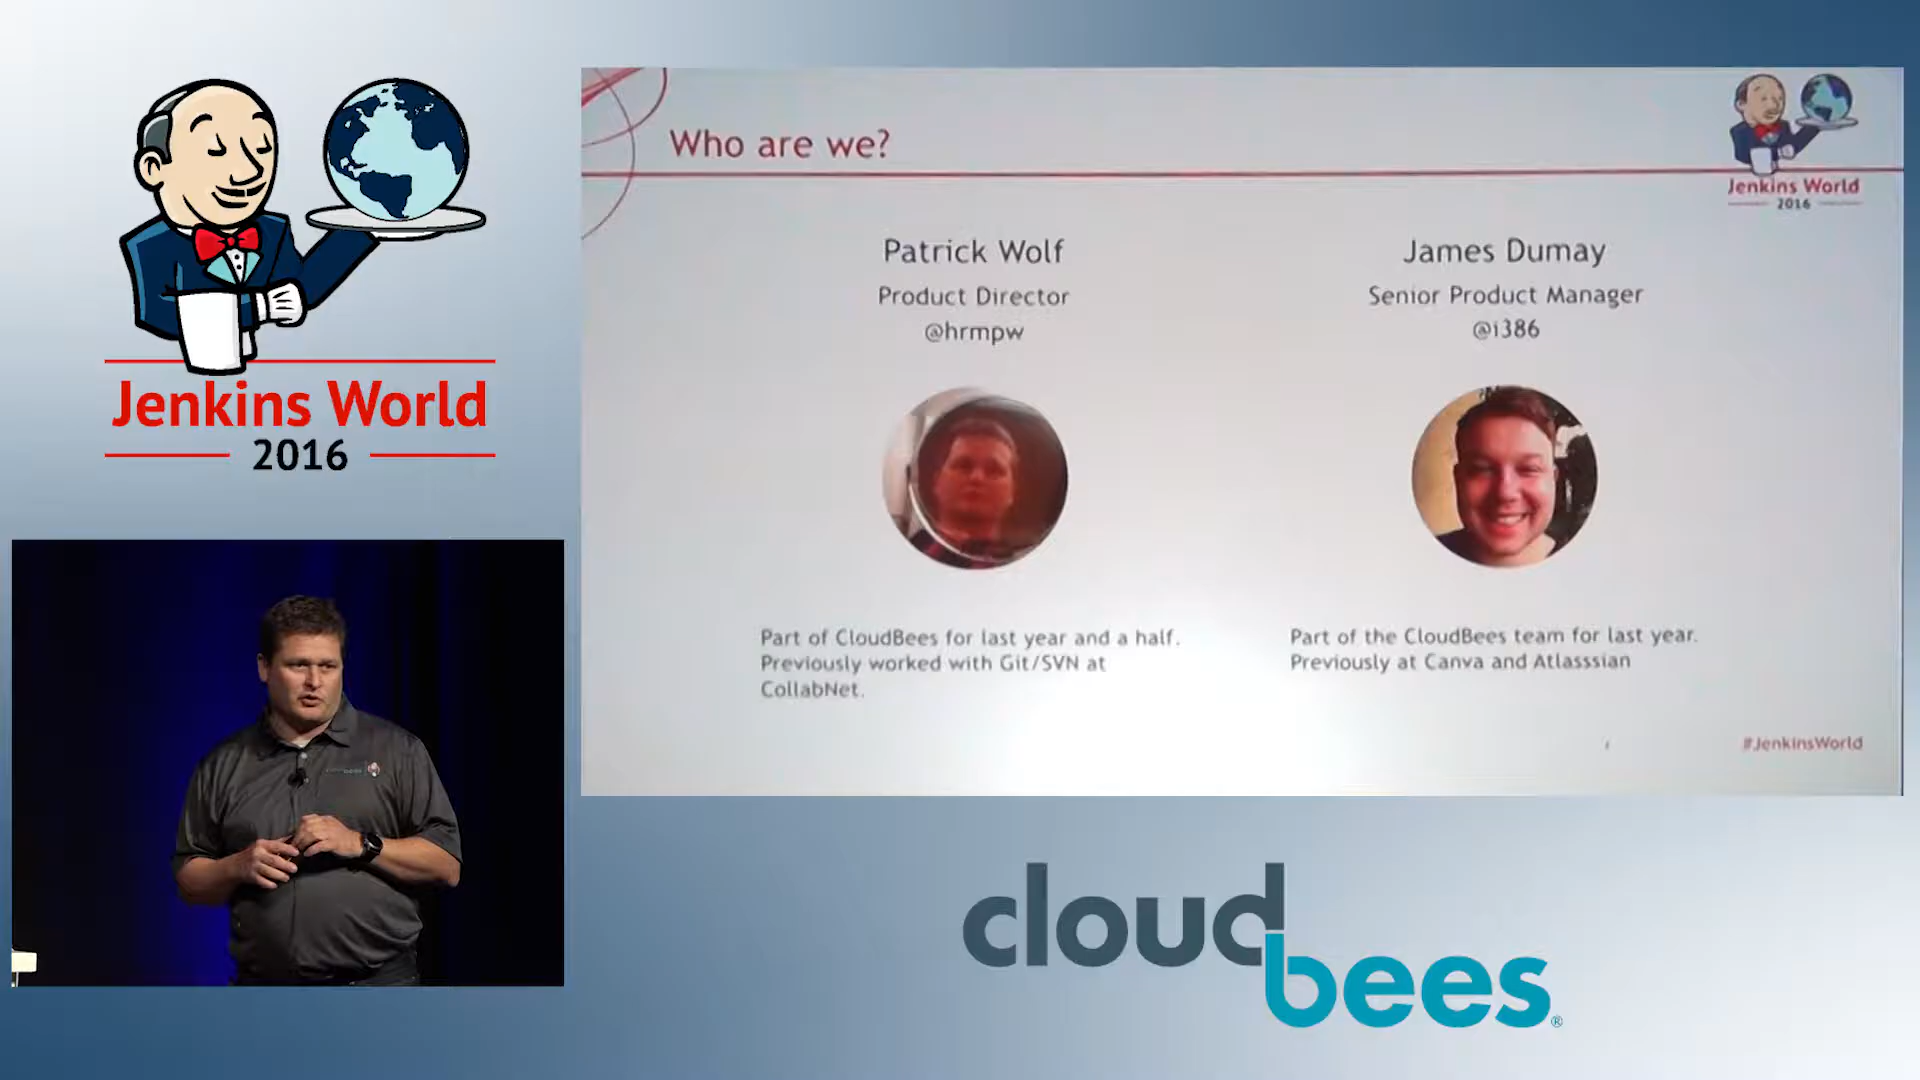 Jenkins World
2016
Who are we?
Jenkins World
2016
Patrick Wolf
Product Director
@hrmpw
James Dumay
Senior Product Manager
@i386
Part of CloudBees for last year and a half.
Previously worked with Git/SVN at
CollabNet.
Part of the CloudBees team for last year.
Previously at Canva and Atlasssian
#JenkinsWorld
bees
cloudbees®